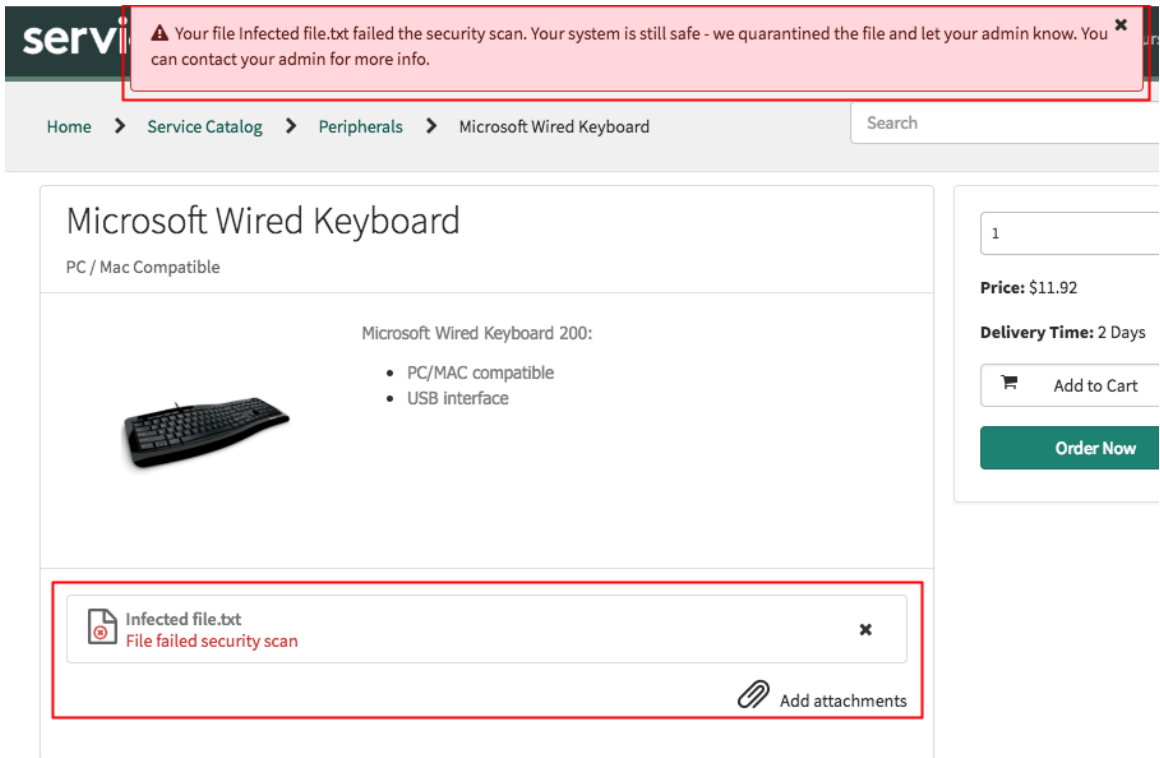 servi
Your file Infected file.txt failed the security scan. Your system is still safe - we quarantined the file and let your admin know. You
can contact your admin for more info.
Home > Service Catalog > Peripherals > Microsoft Wired Keyboard
Search
Microsoft Wired Keyboard
PC / Mac Compatible
Microsoft Wired Keyboard 200:
• PC/MAC compatible
• USB interface
1
Price: $11.92
Delivery Time: 2 Days
Add to Cart
Order Now
Infected file.txt
File failed security scan
Add attachments